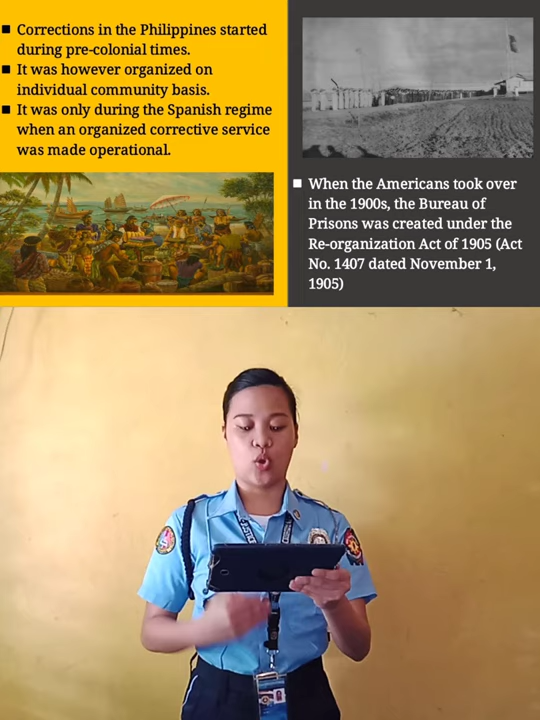 Corrections in the Philippines started
during pre-colonial times.
It was however organized on
individual community basis.
It was only during the Spanish regime
when an organized corrective service
was made operational.
When the Americans took over
in the 1900s, the Bureau of
Prisons was created under the
Re-organization Act of 1905 (Act
No. 1407 dated November 1,
1905)